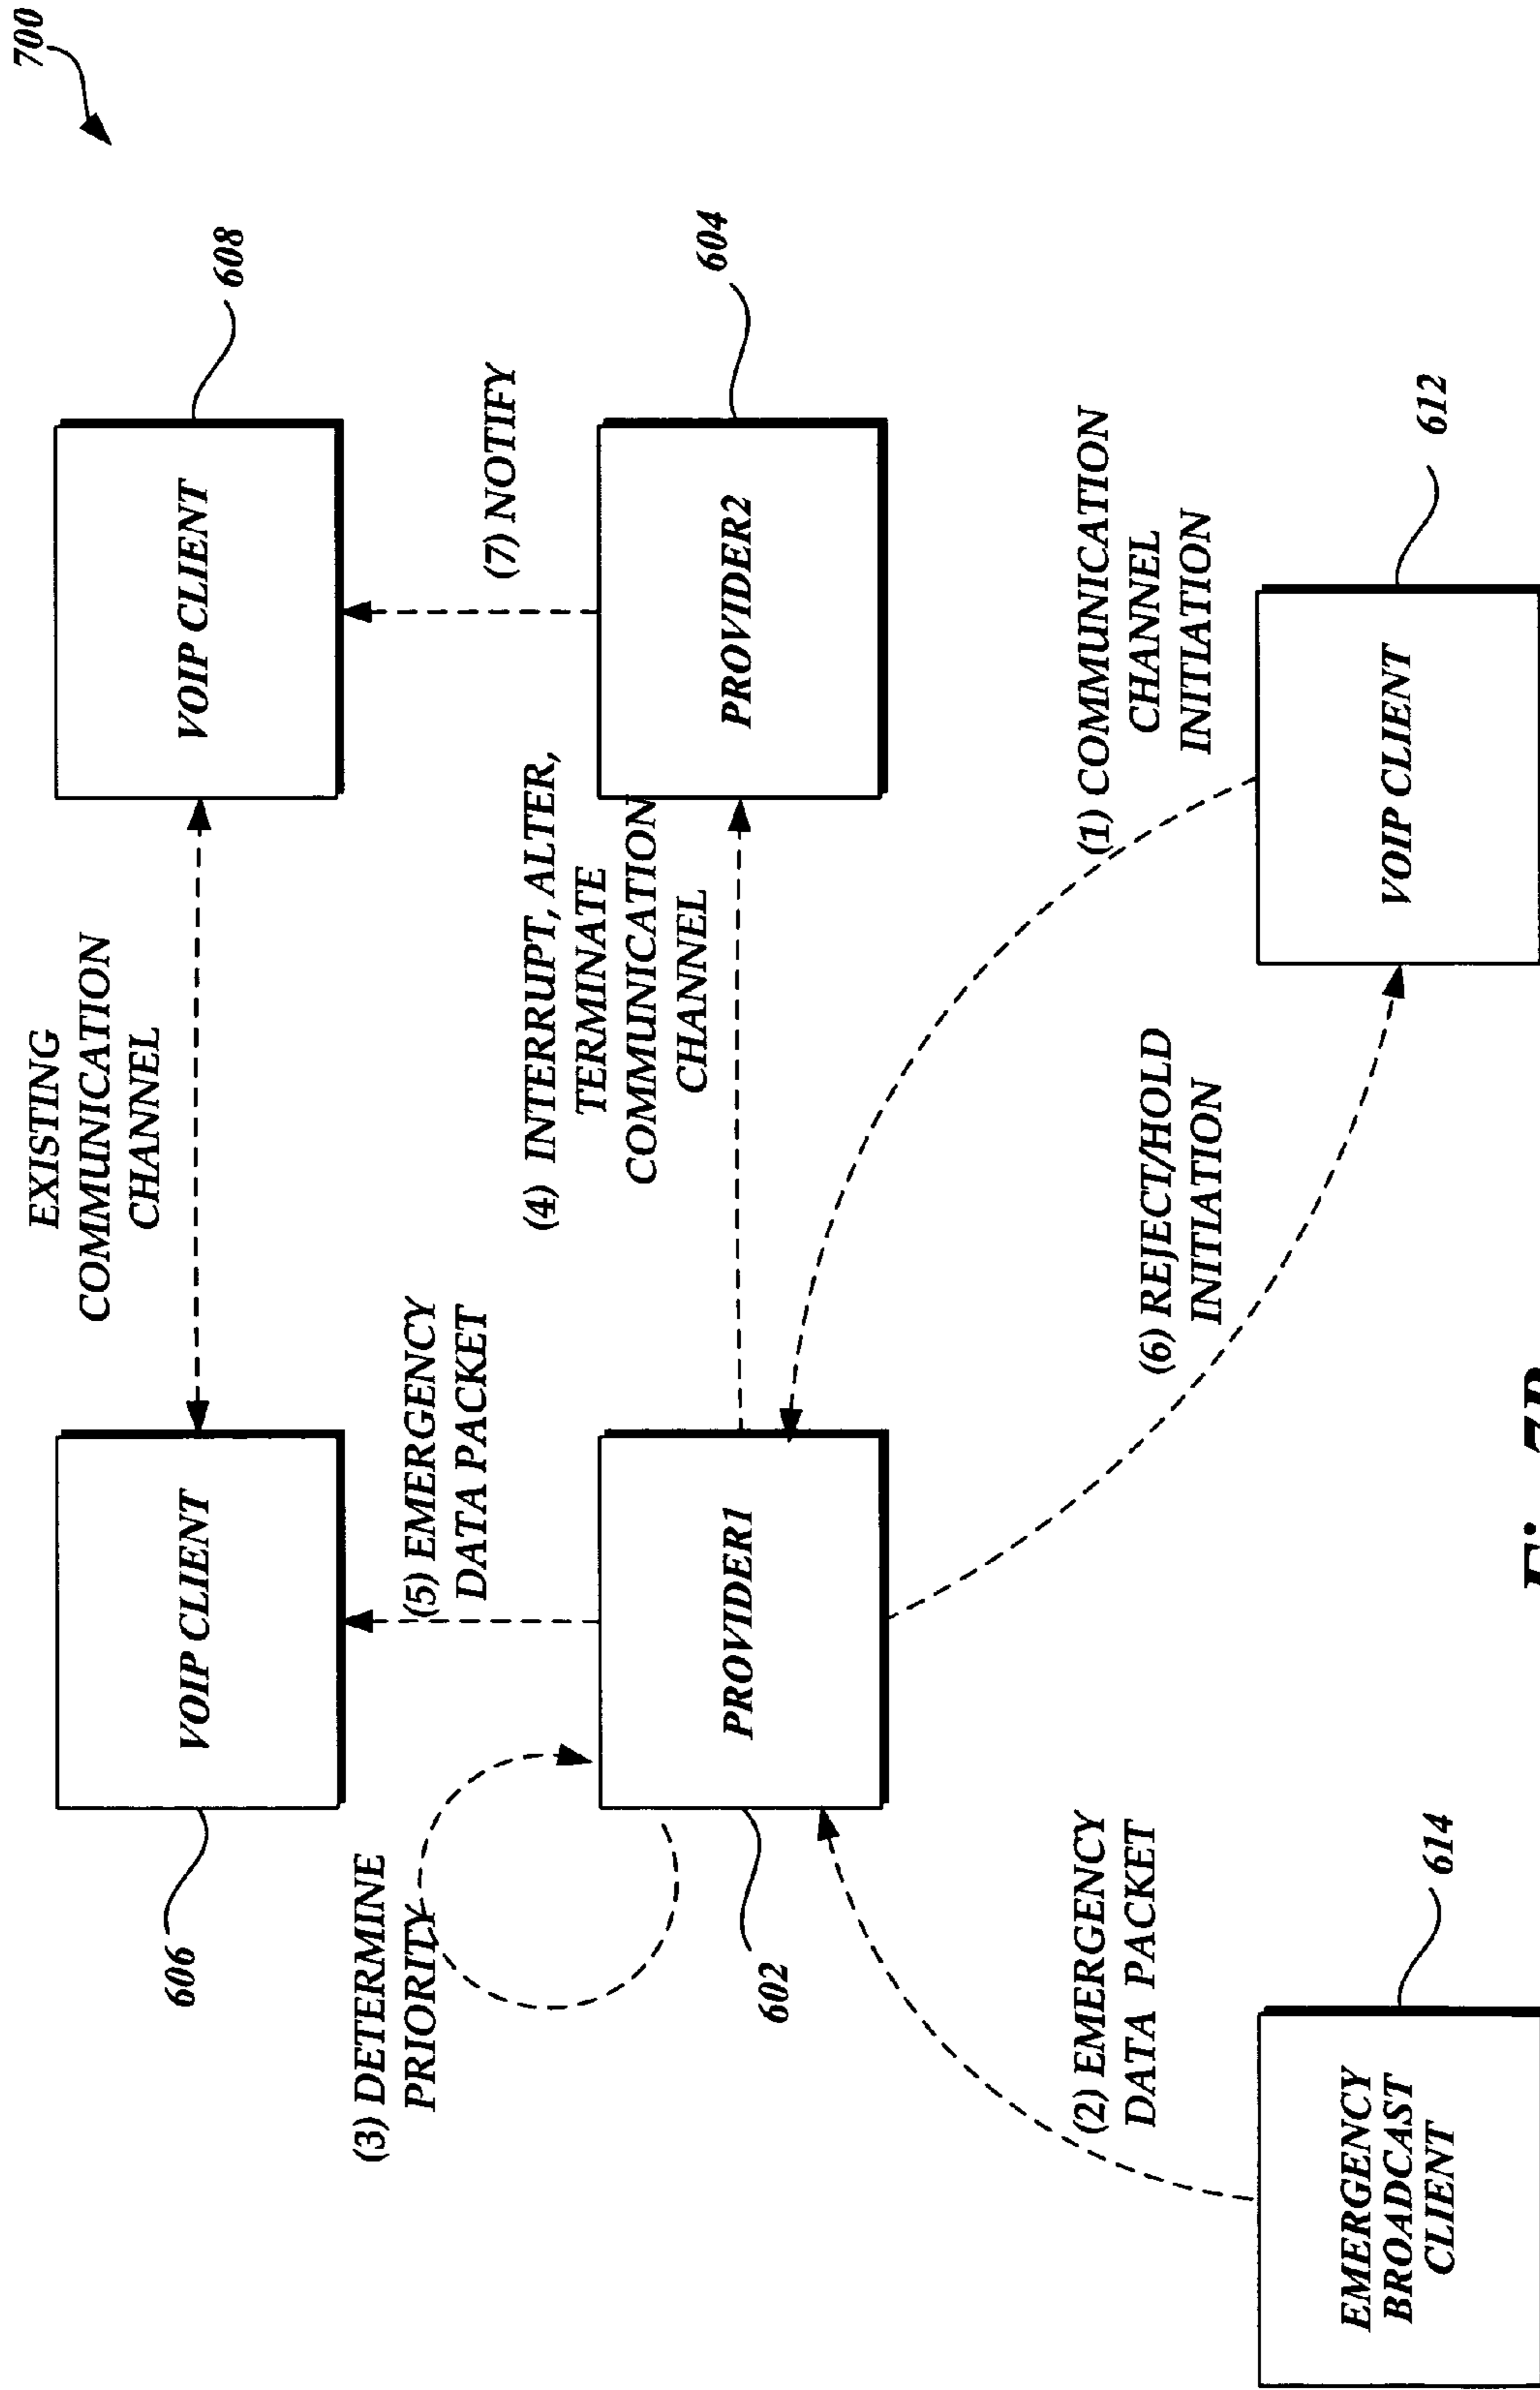 700
EXISTING
COMMUNICATION
CHANNEL
606
VOIP CLIENT
VOIP CLIENT
608
(3) DETERMINE
PRIORITY
(5) EMERGENCY
DATA PACKET
(4) INTERRUPT, ALTER,
TERMINATE
COMMUNICATION
CHANNEL
(7) NOTIFY
602
PROVIDER1
PROVIDER2
604
(2) EMERGENCY
DATA PACKET
(6) REJECT/HOLD
INITIATION
(1) COMMUNICATION
CHANNEL
INITIATION
EMERGENCY
BROADCAST
CLIENT
614
VOIP CLIENT
612